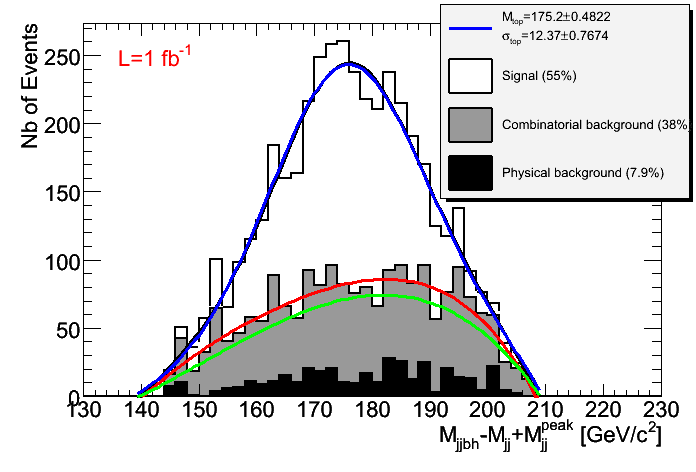 M_top=175.2±0.4822
σ_top=12.37±0.7674
Signal (55%)
Combinatorial background (38%
Physical background (7.9%)
L=1 fb⁻¹
Nb of Events
250
200
150
100
50
0
130 140 150 160 170 180 190 200 210 220 230
M_jjbh-M_jj+M_jj^peak [GeV/c²]